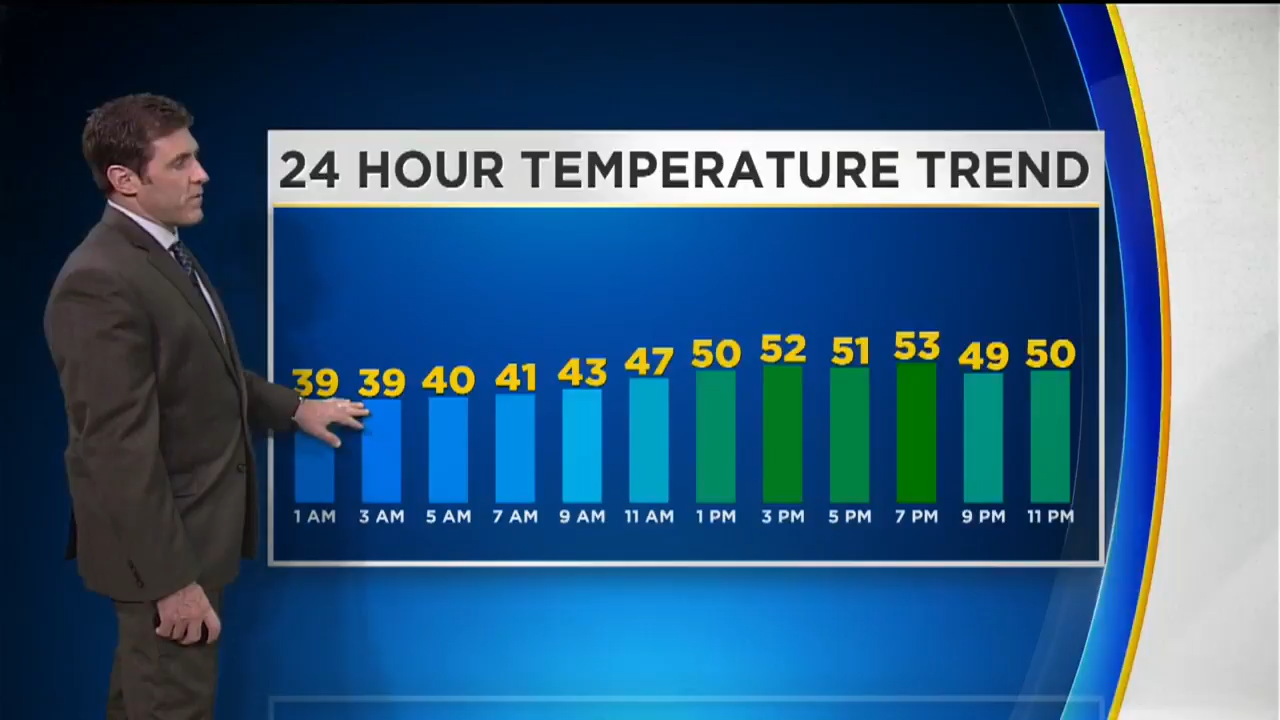 24 HOUR TEMPERATURE TREND
39 39 40 41 43 47 50 52 51 53 49 50
1 AM 3 AM 5 AM 7 AM 9 AM 11 AM 1 PM 3 PM 5 PM 7 PM 9 PM 11 PM